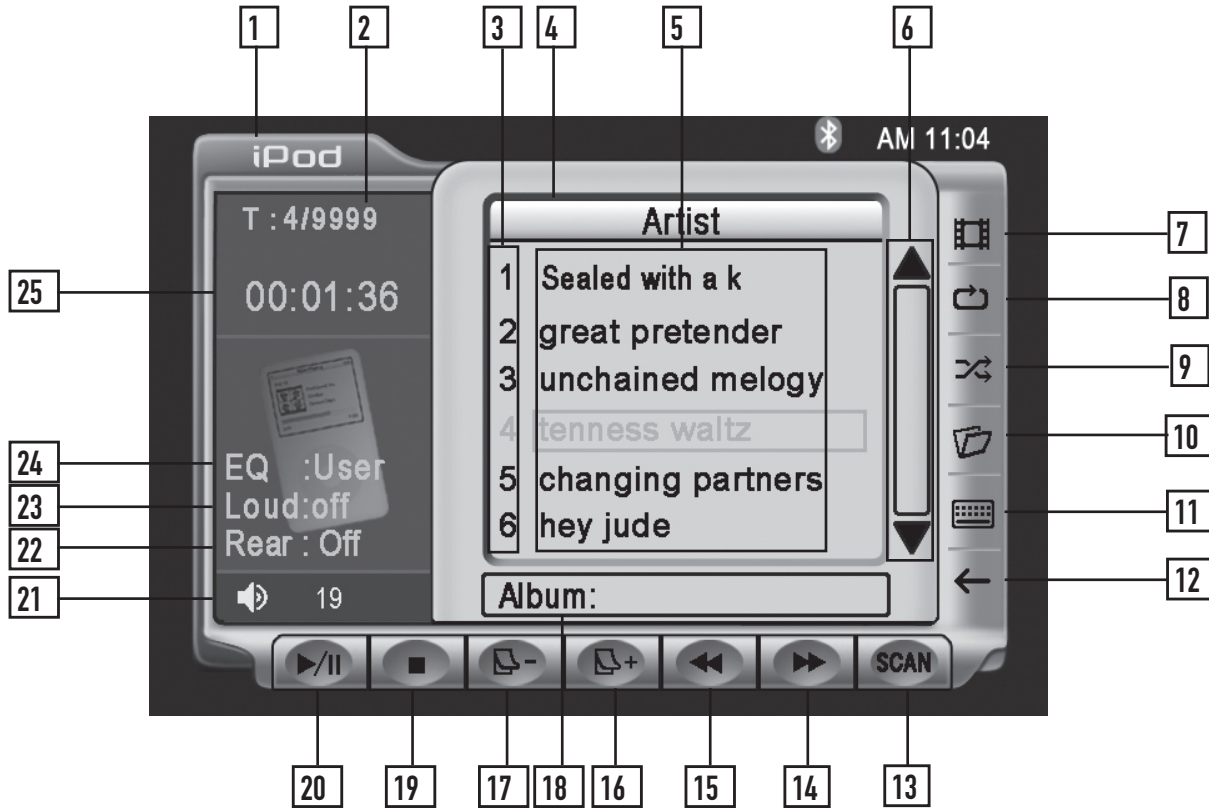 1 2 3 4 5 6
iPod
AM 11:04
T : 4/9999
00:01:36
EQ :User
Loud:off
Rear : Off
19
Artist
1 Sealed with a k
2 great pretender
3 unchained melogy
4 tenness waltz
5 changing partners
6 hey jude
Album:
- + SCAN
25
24
23
22
21
7
8
9
10
11
12
20 19 17 18 16 15 14 13